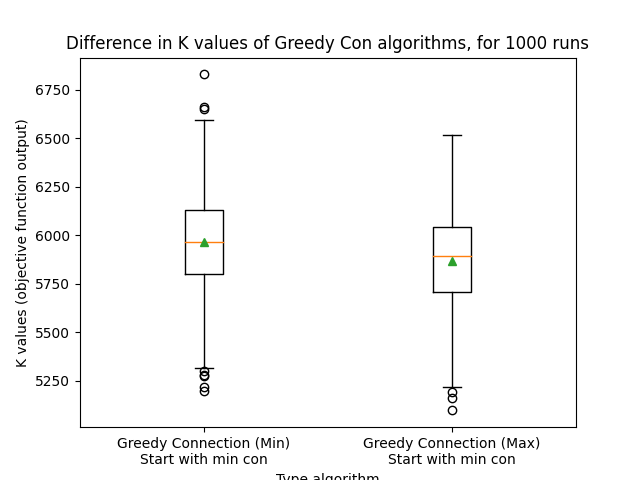 Difference in K values of Greedy Con algorithms, for 1000 runs
K values (objective function output)
6750
6500
6250
6000
5750
5500
5250
Greedy Connection (Min)
Start with min con
Greedy Connection (Max)
Start with min con
Type algorithm